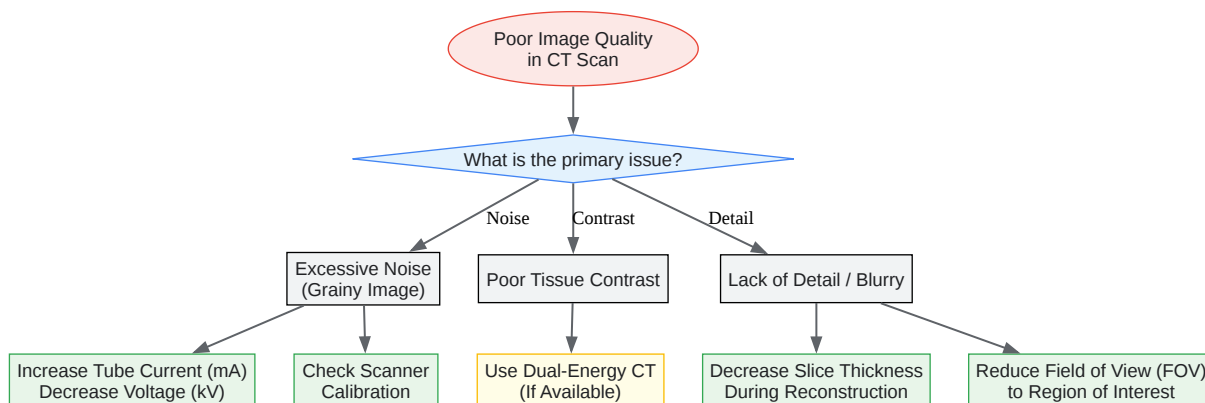 Poor Image Quality
in CT Scan
What is the primary issue?
Noise
Contrast
Detail
Excessive Noise
(Grainy Image)
Poor Tissue Contrast
Lack of Detail / Blurry
Increase Tube Current (mA)
Decrease Voltage (kV)
Check Scanner
Calibration
Use Dual-Energy CT
(If Available)
Decrease Slice Thickness
During Reconstruction
Reduce Field of View (FOV)
to Region of Interest